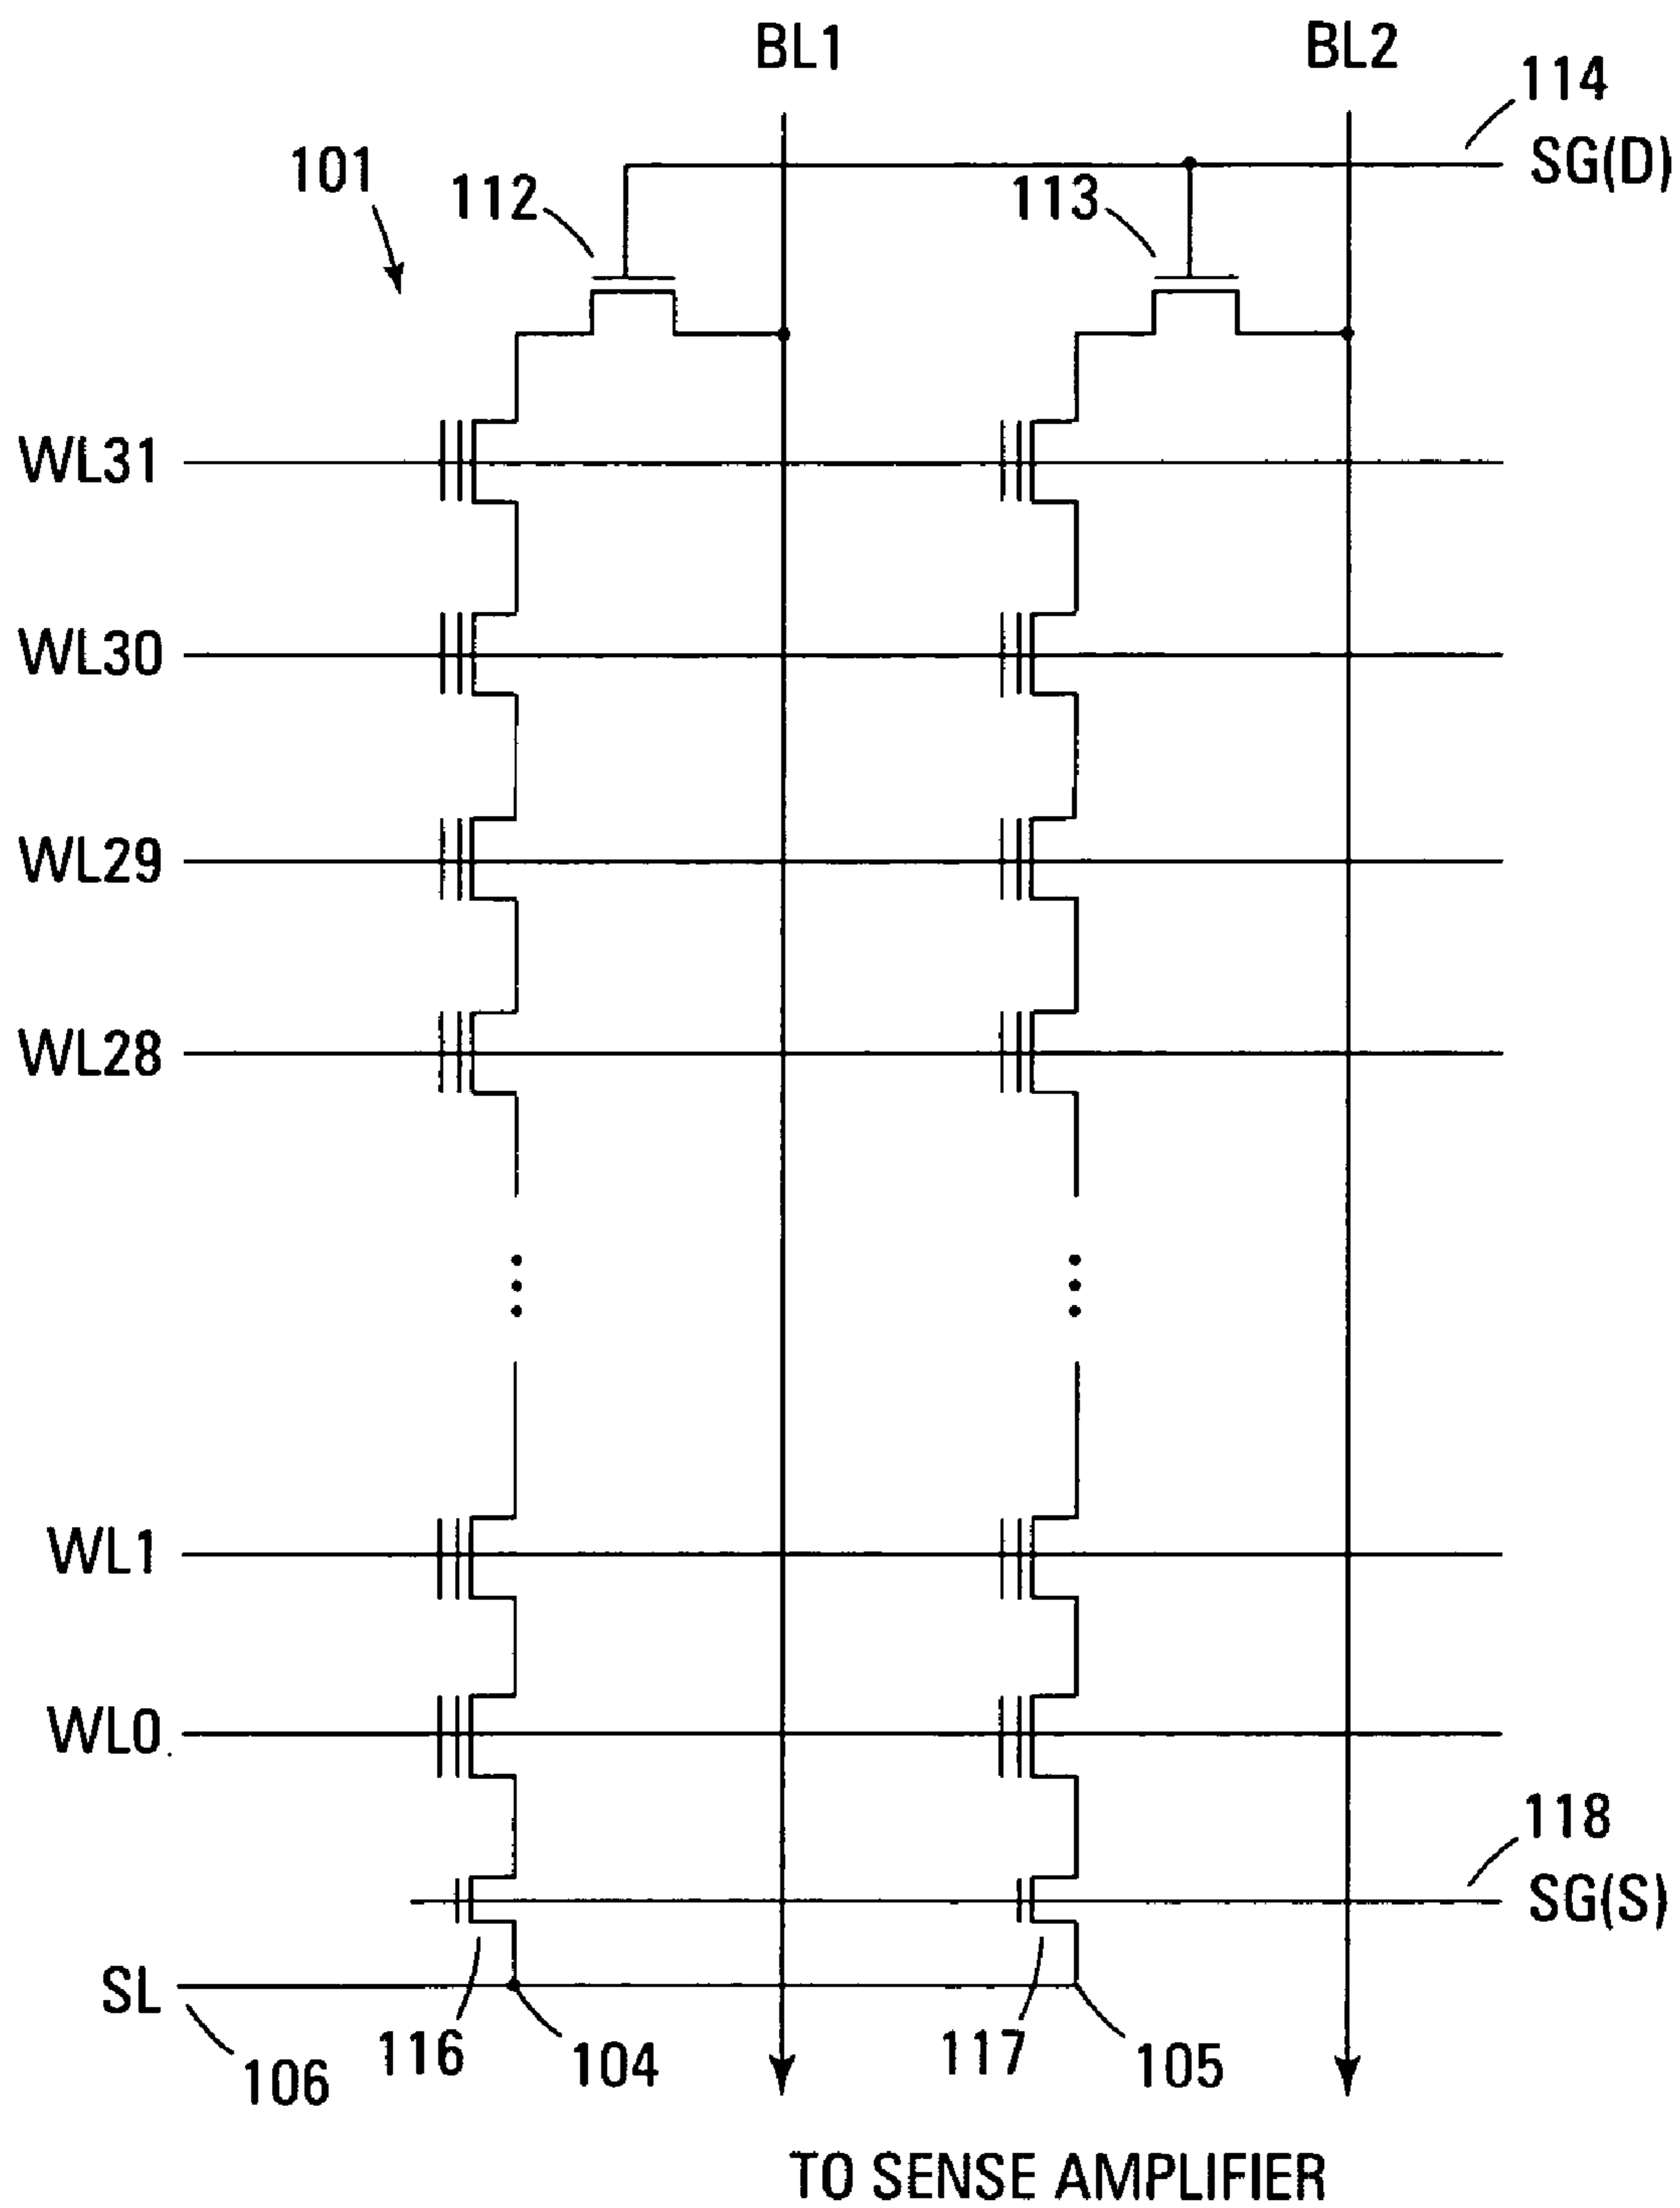 BL1
BL2
114
SG(D)
101
112
113
WL31
WL30
WL29
WL28
WL1
WL0
118
SG(S)
SL
106
116
104
117
105
TO SENSE AMPLIFIER